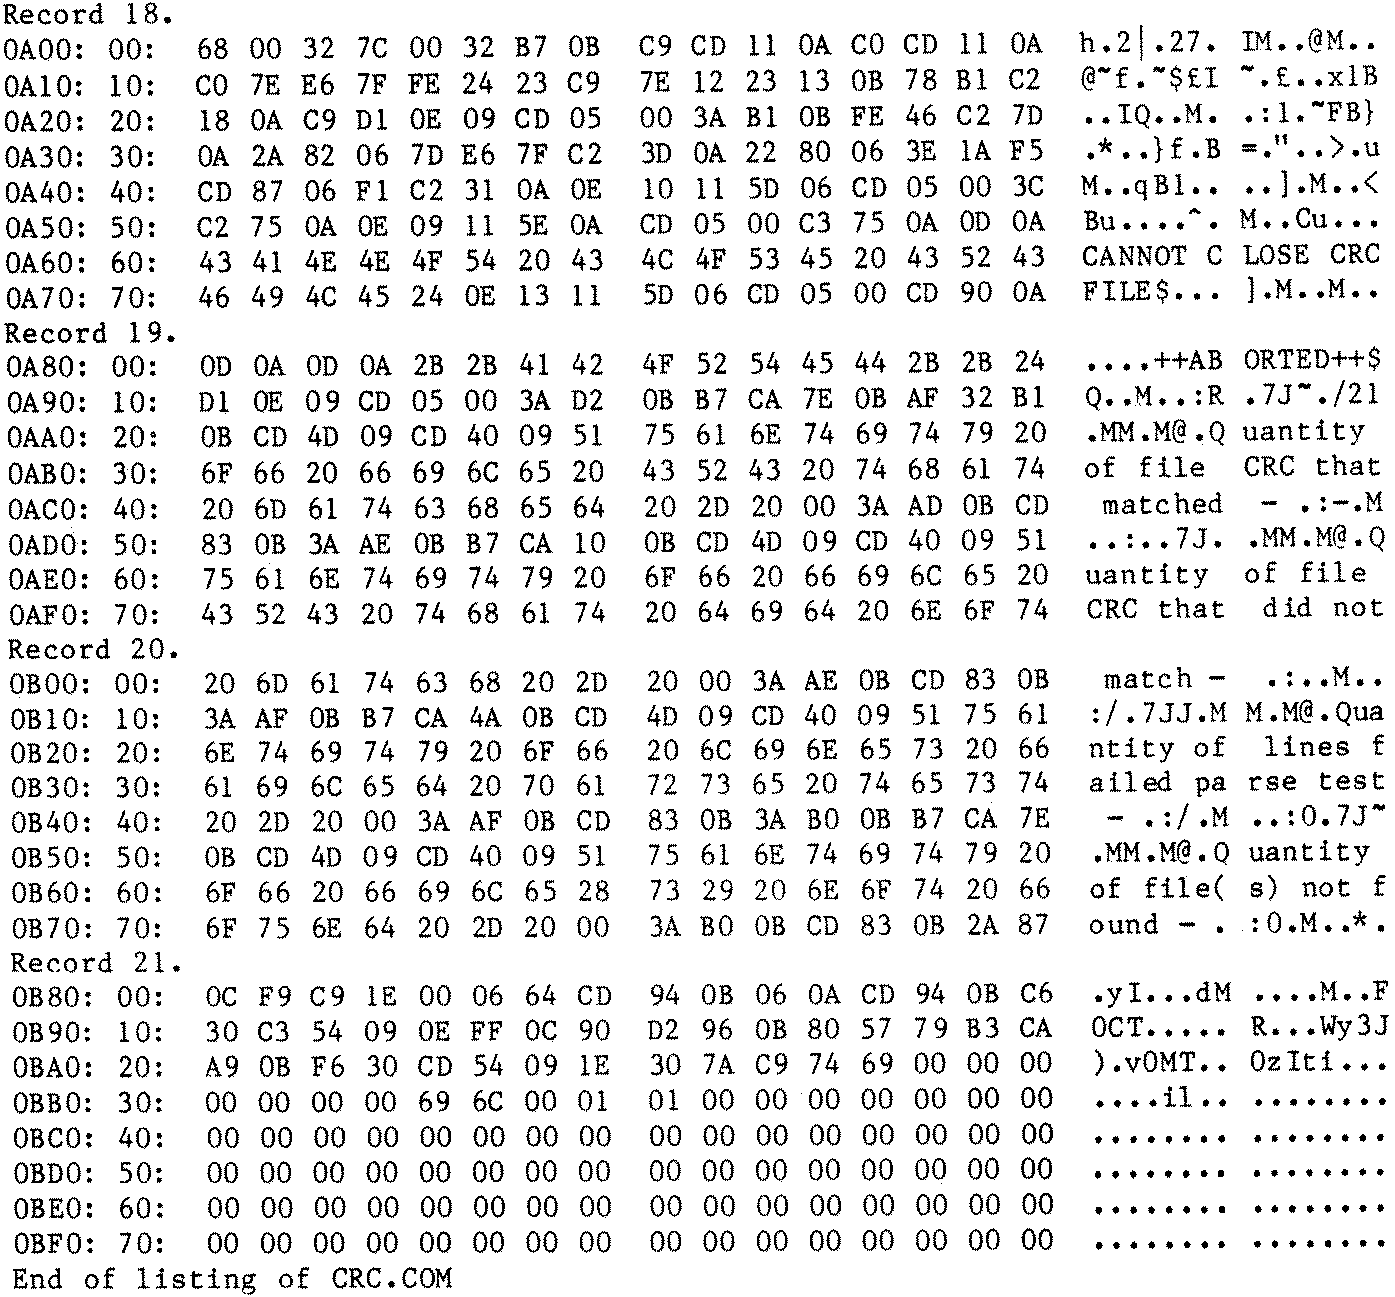 Record 18.
0A00: 00: 68 00 32 7C 00 32 B7 0B C9 CD 11 0A C0 CD 11 0A h.2|.27. IM..@M..
0A10: 10: C0 7E E6 7F FE 24 23 C9 7E 12 23 13 0B 78 B1 C2 @~f.~$£I ~.£..x1B
0A20: 20: 18 0A C9 D1 0E 09 CD 05 00 3A B1 0B FE 46 C2 7D ..IQ..M. .:1.~FB}
0A30: 30: 0A 2A 82 06 7D E6 7F C2 3D 0A 22 80 06 3E 1A F5 .*..}f.B =."..>.u
0A40: 40: CD 87 06 F1 C2 31 0A 0E 10 11 5D 06 CD 05 00 3C M..qB1.. ..].M..<
0A50: 50: C2 75 0A 0E 09 11 5E 0A CD 05 00 C3 75 0A 0D 0A Bu....^. M..Cu...
0A60: 60: 43 41 4E 4E 4F 54 20 43 4C 4F 53 45 20 43 52 43 CANNOT C LOSE CRC
0A70: 70: 46 49 4C 45 24 0E 13 11 5D 06 CD 05 00 CD 90 0A FILE$... ].M..M..
Record 19.
0A80: 00: 0D 0A 0D 0A 2B 2B 41 42 4F 52 54 45 44 2B 2B 24 ....++AB ORTED++$
0A90: 10: D1 0E 09 CD 05 00 3A D2 0B B7 CA 7E 0B AF 32 B1 Q..M..:R .7J~./21
0AA0: 20: 0B CD 4D 09 CD 40 09 51 75 61 6E 74 69 74 79 20 .MM.M@.Q uantity
0AB0: 30: 6F 66 20 66 69 6C 65 20 43 52 43 20 74 68 61 74 of file CRC that
0AC0: 40: 20 6D 61 74 63 68 65 64 20 2D 20 00 3A AD 0B CD matched - .:-.M
0AD0: 50: 83 0B 3A AE 0B B7 CA 10 0B CD 4D 09 CD 40 09 51 ..:..7J. .MM.M@.Q
0AE0: 60: 75 61 6E 74 69 74 79 20 6F 66 20 66 69 6C 65 20 uantity of file
0AF0: 70: 43 52 43 20 74 68 61 74 20 64 69 64 20 6E 6F 74 CRC that did not
Record 20.
0B00: 00: 20 6D 61 74 63 68 20 2D 20 00 3A AE 0B CD 83 0B match - .:..M..
0B10: 10: 3A AF 0B B7 CA 4A 0B CD 4D 09 CD 40 09 51 75 61 :/.7JJ.M M.M@.Qua
0B20: 20: 6E 74 69 74 79 20 6F 66 20 6C 69 6E 65 73 20 66 ntity of lines f
0B30: 30: 61 69 6C 65 64 20 70 61 72 73 65 20 74 65 73 74 ailed pa rse test
0B40: 40: 20 2D 20 00 3A AF 0B CD 83 0B 3A B0 0B B7 CA 7E - .:/.M ..:0.7J~
0B50: 50: 0B CD 4D 09 CD 40 09 51 75 61 6E 74 69 74 79 20 .MM.M@.Q uantity
0B60: 60: 6F 66 20 66 69 6C 65 28 73 29 20 6E 6F 74 20 66 of file( s) not f
0B70: 70: 6F 75 6E 64 20 2D 20 00 3A B0 0B CD 83 0B 2A 87 ound - . :0.M..*.
Record 21.
0B80: 00: 0C F9 C9 1E 00 06 64 CD 94 0B 06 0A CD 94 0B C6 .yI...dM ....M..F
0B90: 10: 30 C3 54 09 0E FF 0C 90 D2 96 0B 80 57 79 B3 CA 0CT..... R...Wy3J
0BA0: 20: A9 0B F6 30 CD 54 09 1E 30 7A C9 74 69 00 00 00 ).v0MT.. 0zIti...
0BB0: 30: 00 00 00 00 69 6C 00 01 01 00 00 00 00 00 00 00 ....il.. ........
0BC0: 40: 00 00 00 00 00 00 00 00 00 00 00 00 00 00 00 00 ........ ........
0BD0: 50: 00 00 00 00 00 00 00 00 00 00 00 00 00 00 00 00 ........ ........
0BE0: 60: 00 00 00 00 00 00 00 00 00 00 00 00 00 00 00 00 ........ ........
0BF0: 70: 00 00 00 00 00 00 00 00 00 00 00 00 00 00 00 00 ........ ........
End of listing of CRC.COM